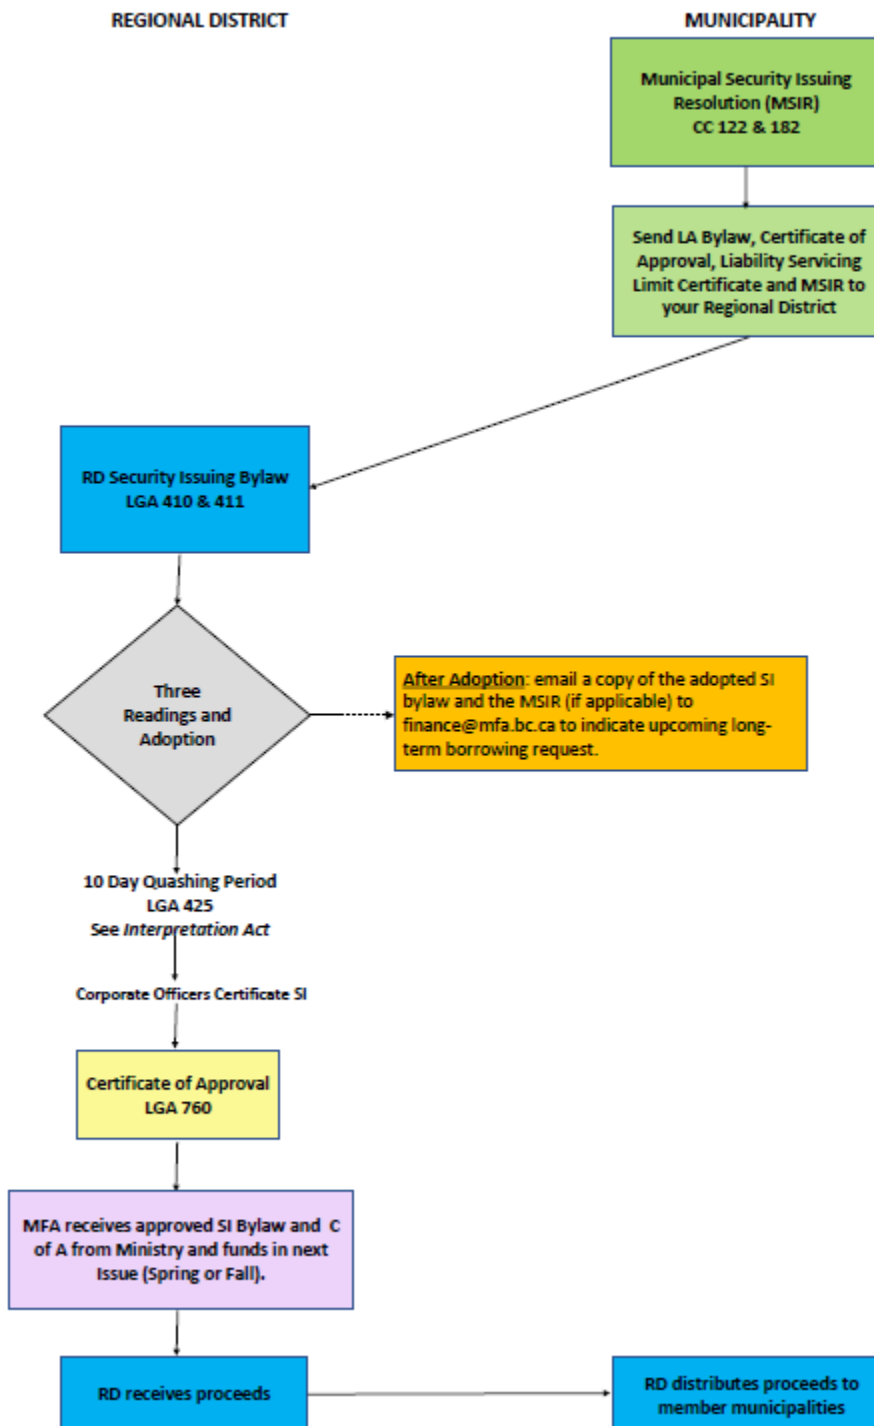 REGIONAL DISTRICT
MUNICIPALITY
Municipal Security Issuing
Resolution (MSIR)
CC 122 & 182
Send LA Bylaw, Certificate of
Approval, Liability Servicing
Limit Certificate and MSIR to
your Regional District
RD Security Issuing Bylaw
LGA 410 & 411
Three
Readings and
Adoption
After Adoption: email a copy of the adopted SI
bylaw and the MSIR (if applicable) to
finance@mfa.bc.ca to indicate upcoming long-
term borrowing request.
10 Day Quashing Period
LGA 425
See Interpretation Act
Corporate Officers Certificate SI
Certificate of Approval
LGA 760
MFA receives approved SI Bylaw and C
of A from Ministry and funds in next
Issue (Spring or Fall).
RD receives proceeds
RD distributes proceeds to
member municipalities